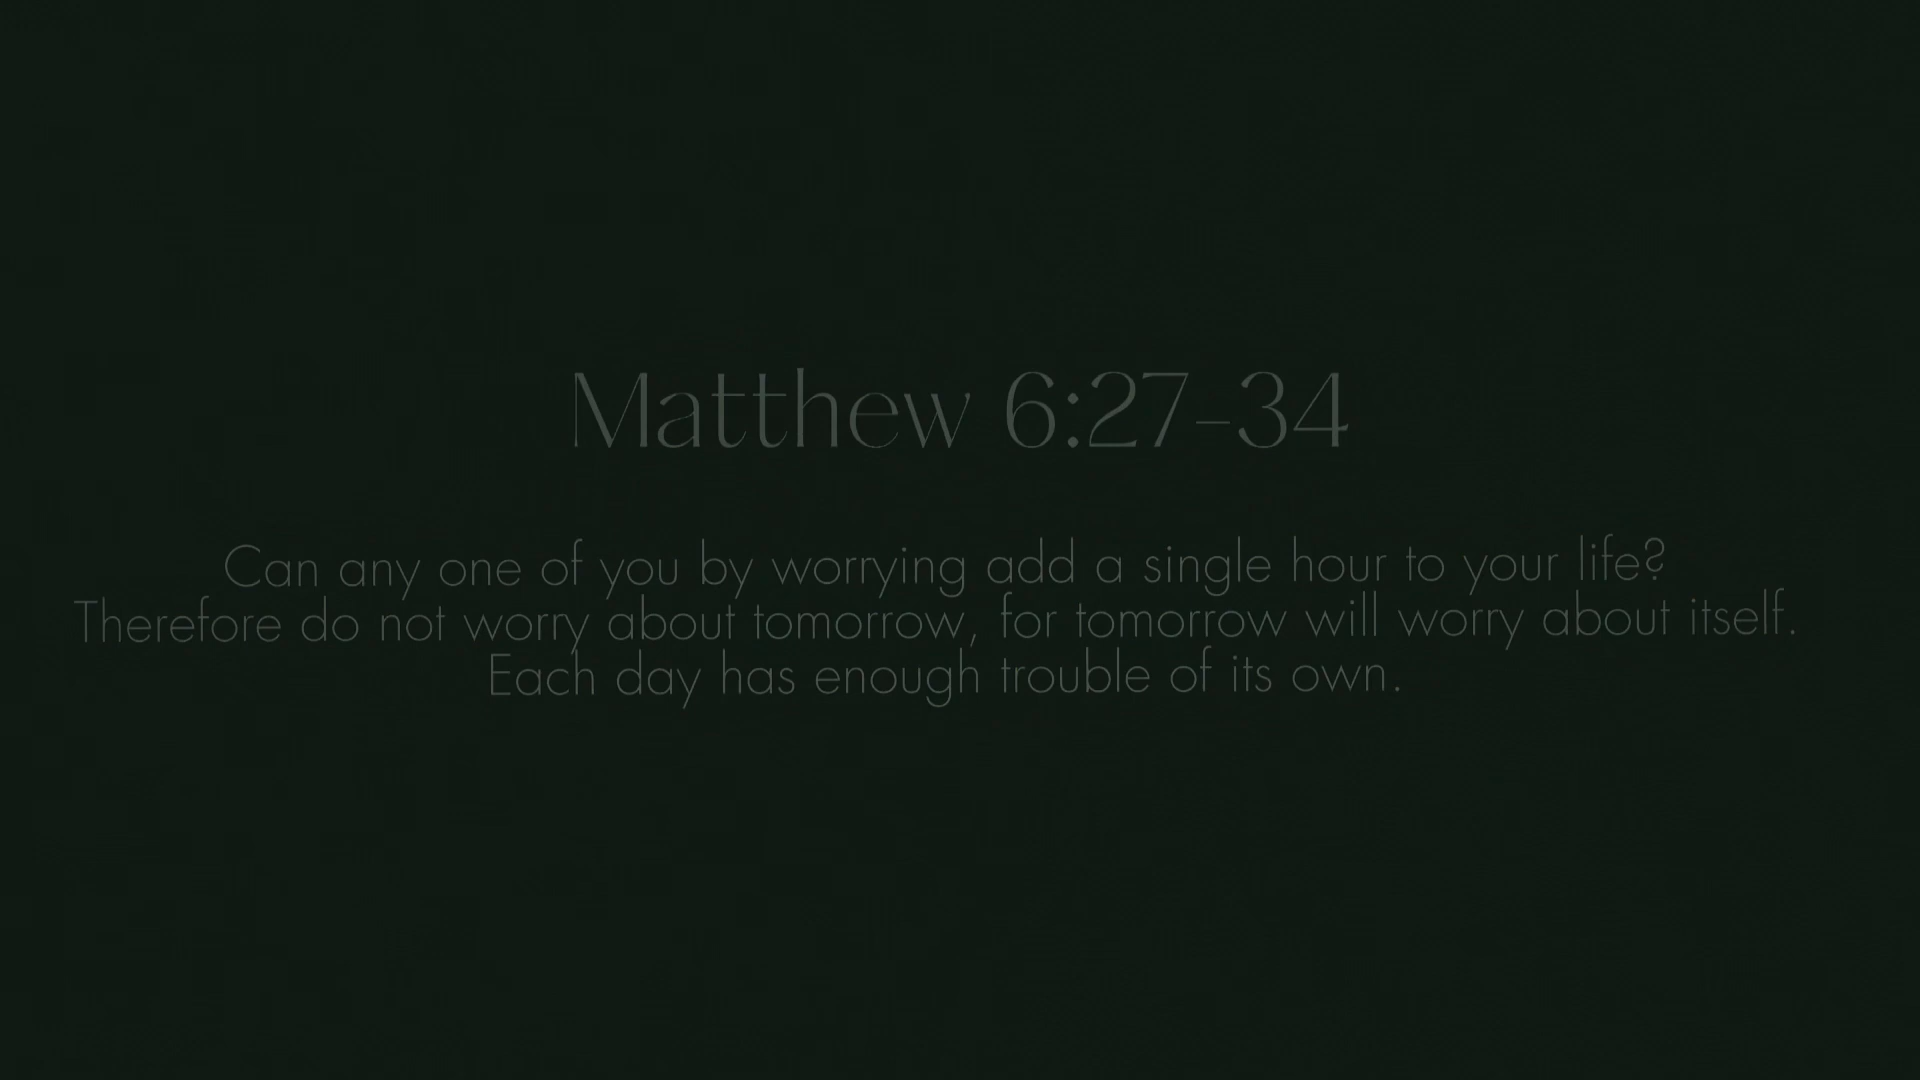 Matthew 6:27–34
Can any one of you by worrying add a single hour to your life?
Therefore do not worry about tomorrow, for tomorrow will worry about itself.
Each day has enough trouble of its own.